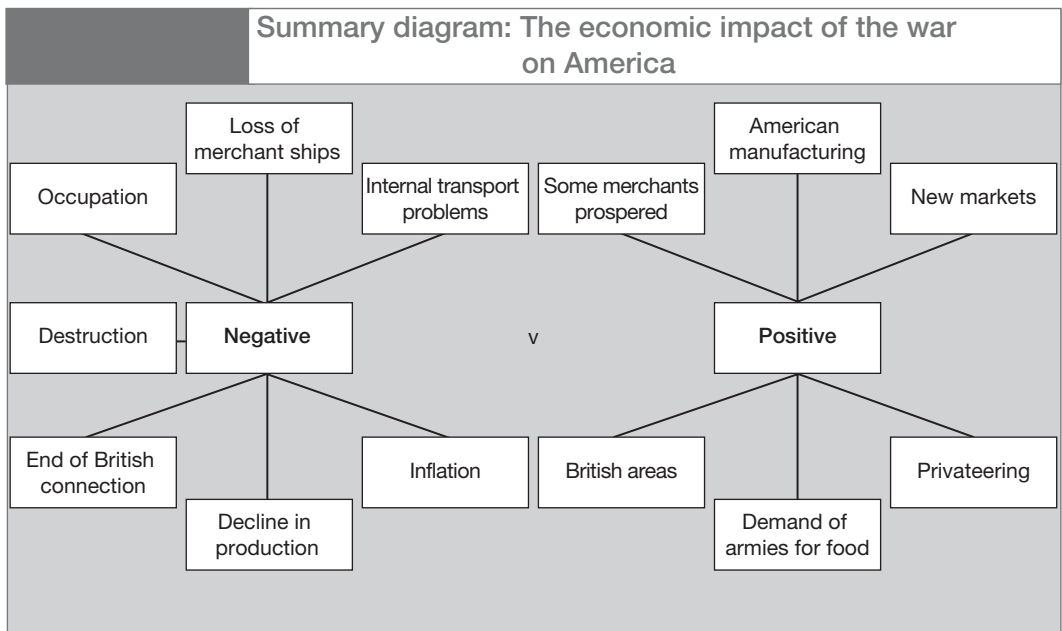 Summary diagram: The economic impact of the war
on America
Loss of
merchant ships
Occupation
Internal transport
problems
Destruction
Negative
End of British
connection
Decline in
production
Inflation
v
American
manufacturing
Some merchants
prospered
New markets
Positive
British areas
Demand of
armies for food
Privateering